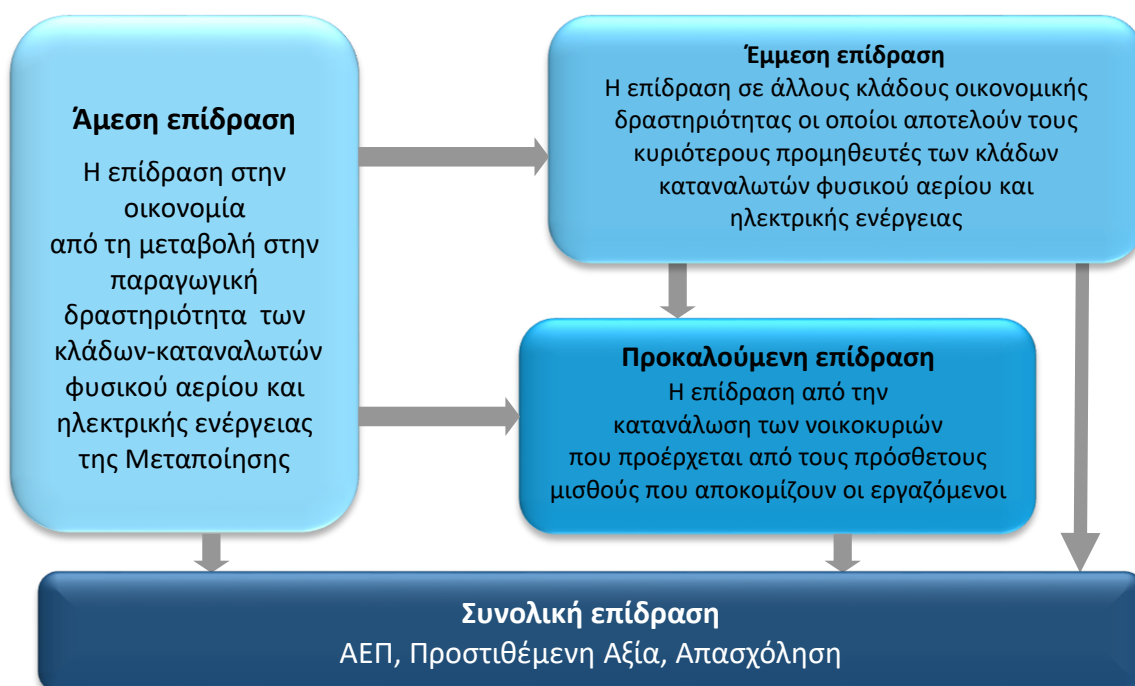 Άμεση επίδραση
Η επίδραση στην
οικονομία
από τη μεταβολή στην
παραγωγική
δραστηριότητα των
κλάδων-καταναλωτών
φυσικού αερίου και
ηλεκτρικής ενέργειας
της Μεταποίησης
Έμμεση επίδραση
Η επίδραση σε άλλους κλάδους οικονομικής
δραστηριότητας οι οποίοι αποτελούν τους
κυριότερους προμηθευτές των κλάδων
καταναλωτών φυσικού αερίου και
ηλεκτρικής ενέργειας
Προκαλούμενη επίδραση
Η επίδραση από την
κατανάλωση των νοικοκυριών
που προέρχεται από τους πρόσθετους
μισθούς που αποκομίζουν οι εργαζόμενοι
Συνολική επίδραση
ΑΕΠ, Προστιθέμενη Αξία, Απασχόληση